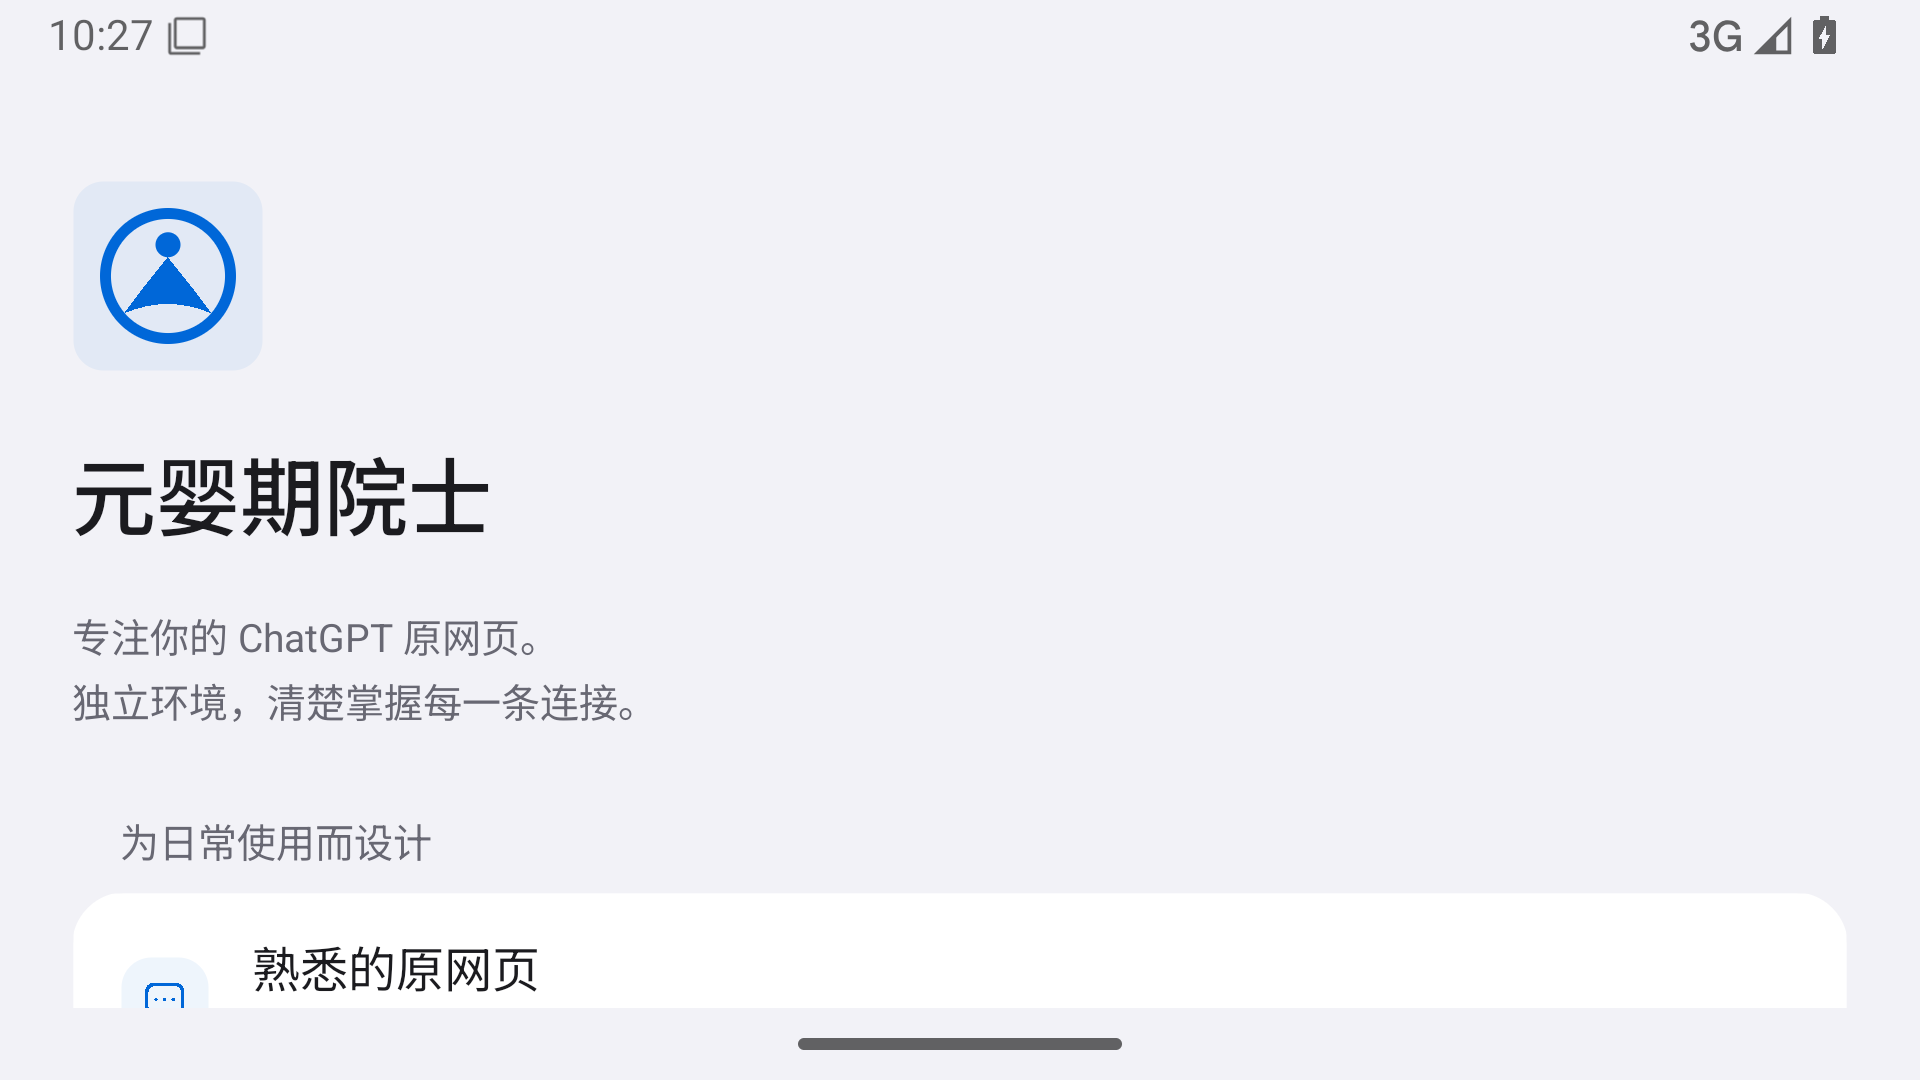 10:27
3G
元婴期院士
专注你的 ChatGPT 原网页。
独立环境，清楚掌握每一条连接。
为日常使用而设计
熟悉的原网页